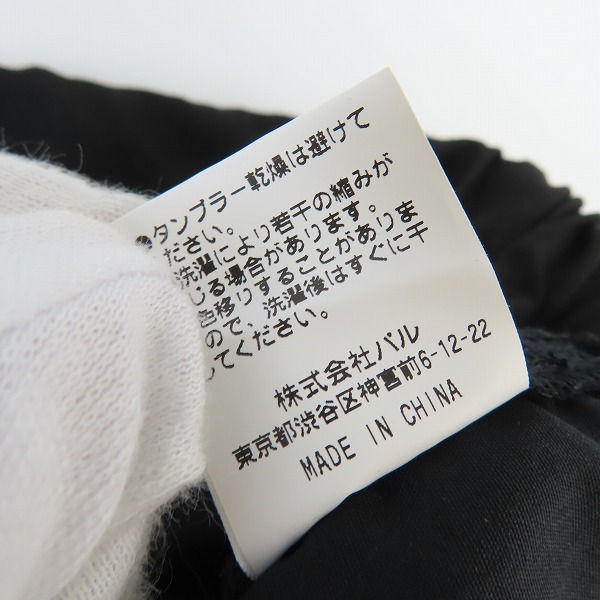 ●タンブラー乾燥は避けて
ださい。
洗濯により若干の縮みが
じる場合があります。
色移りすることがありま
ので、洗濯後はすぐに干
してください。
株式会社パル
東京都渋谷区神宮前6-12-22
MADE IN CHINA